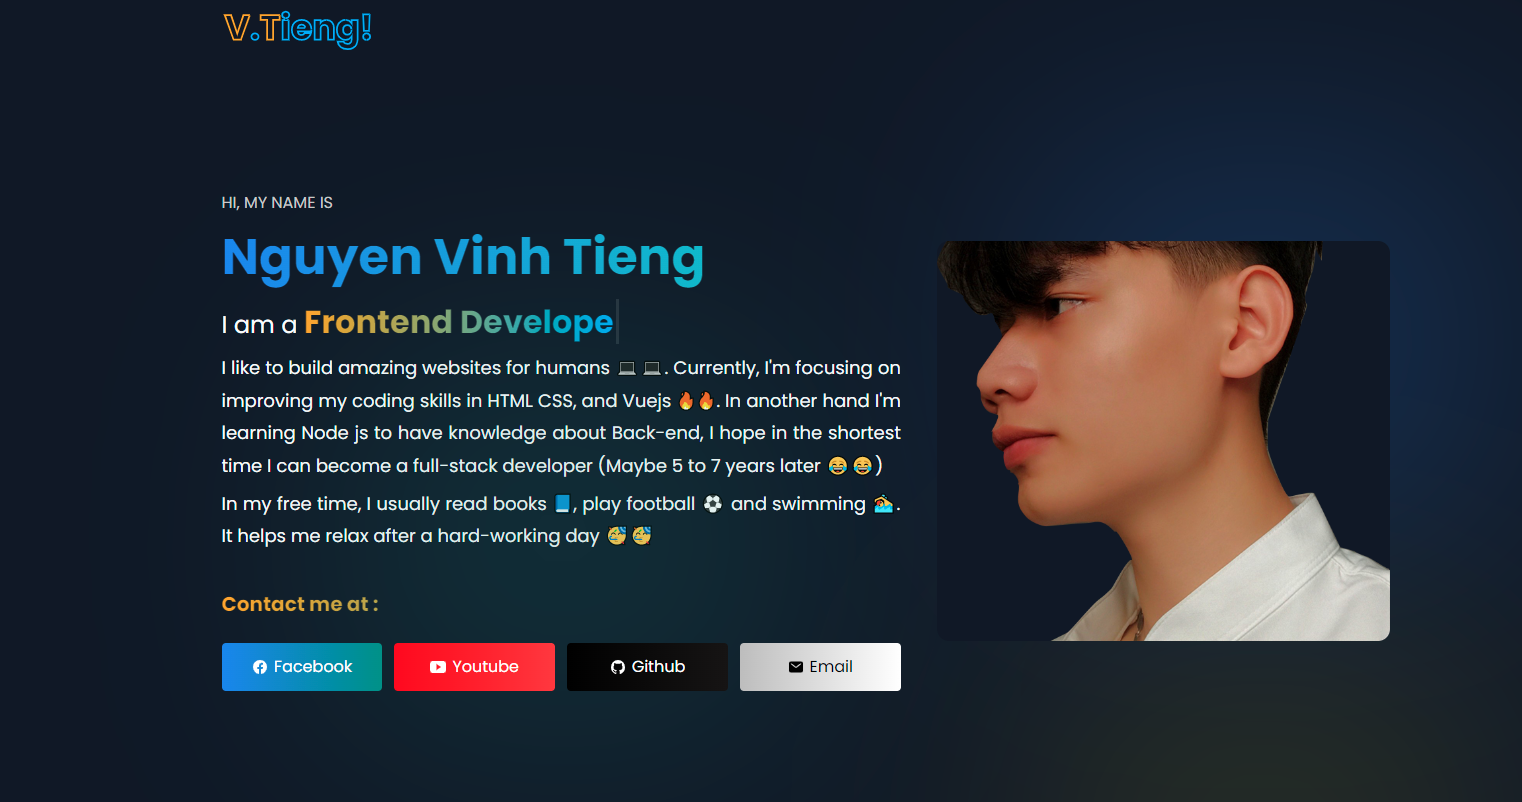 V.Tieng!
HI, MY NAME IS
Nguyen Vinh Tieng
I am a Frontend Develope
I like to build amazing websites for humans 💻 💻. Currently, I'm focusing on
improving my coding skills in HTML CSS, and Vuejs 🔥🔥. In another hand I'm
learning Node js to have knowledge about Back-end, I hope in the shortest
time I can become a full-stack developer (Maybe 5 to 7 years later 😂 😂)
In my free time, I usually read books 📘, play football ⚽ and swimming 🏊.
It helps me relax after a hard-working day 🥳 🥳
Contact me at :
Facebook
Youtube
Github
Email